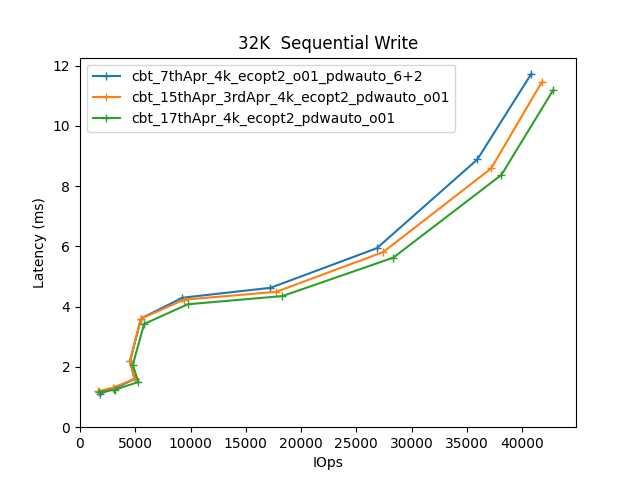 32K  Sequential Write
cbt_7thApr_4k_ecopt2_o01_pdwauto_6+2
cbt_15thApr_3rdApr_4k_ecopt2_pdwauto_o01
cbt_17thApr_4k_ecopt2_pdwauto_o01
12
10
8
6
4
2
0
Latency (ms)
0 5000 10000 15000 20000 25000 30000 35000 40000
IOps